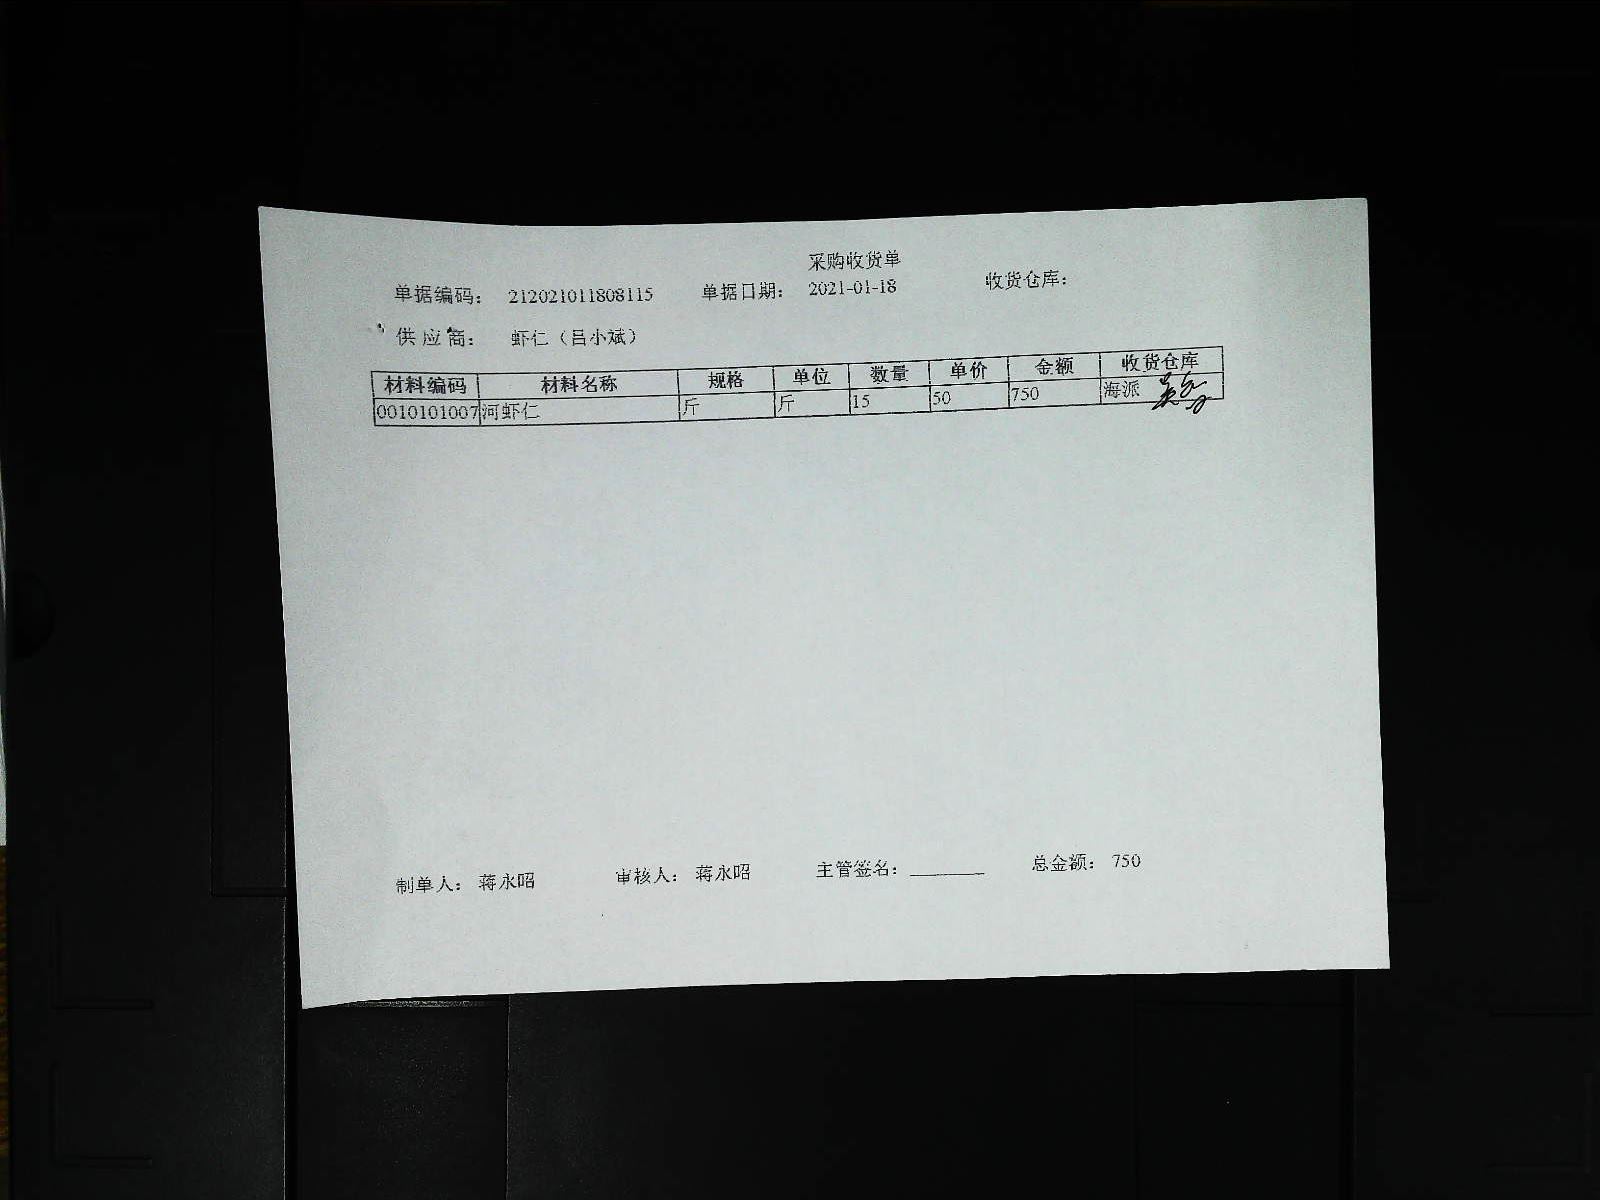 采购收货单
单据编码： 212021011808115 单据日期： 2021-01-18 收货仓库：
供应商： 虾仁（吕小斌）
材料编码 材料名称 规格 单位 数量 单价 金额 收货仓库
0010101007 河虾仁 斤 斤 15 50 750 海派
制单人： 蒋永昭 审核人： 蒋永昭 主管签名：________ 总金额： 750